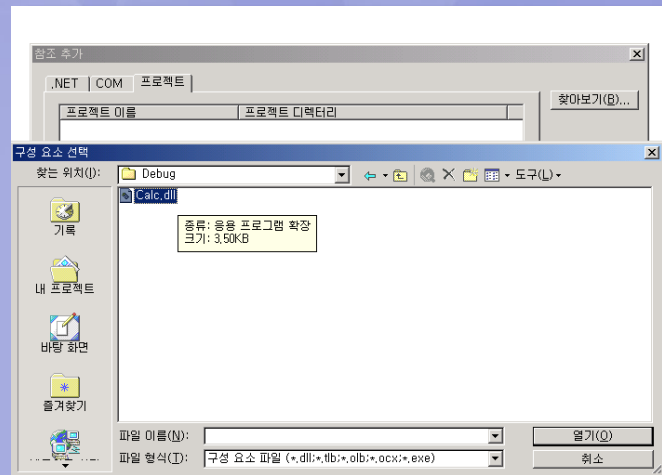 참조 추가
.NET COM 프로젝트
찾아보기(B)...
프로젝트 이름 프로젝트 디렉터리
구성 요소 선택
찾는 위치(I): Debug 도구(L)
Calc.dll
종류: 응용 프로그램 확장
크기: 3.50KB
기록
내 프로젝트
바탕 화면
즐겨찾기
파일 이름(N): 열기(O)
파일 형식(T): 구성 요소 파일 (*.dll;*.tlb;*.olb;*.ocx;*.exe) 취소